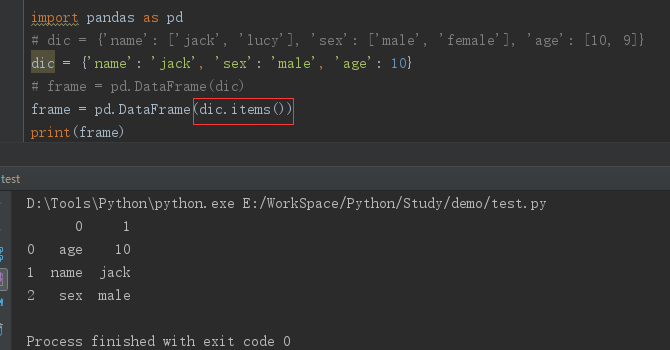 import pandas as pd
# dic = {'name': ['jack', 'lucy'], 'sex': ['male', 'female'], 'age': [10, 9]}
dic = {'name': 'jack', 'sex': 'male', 'age': 10}
# frame = pd.DataFrame(dic)
frame = pd.DataFrame(dic.items())
print(frame)
test
D:\Tools\Python\python.exe E:/WorkSpace/Python/Study/demo/test.py
0 1
0 age 10
1 name jack
2 sex male
Process finished with exit code 0